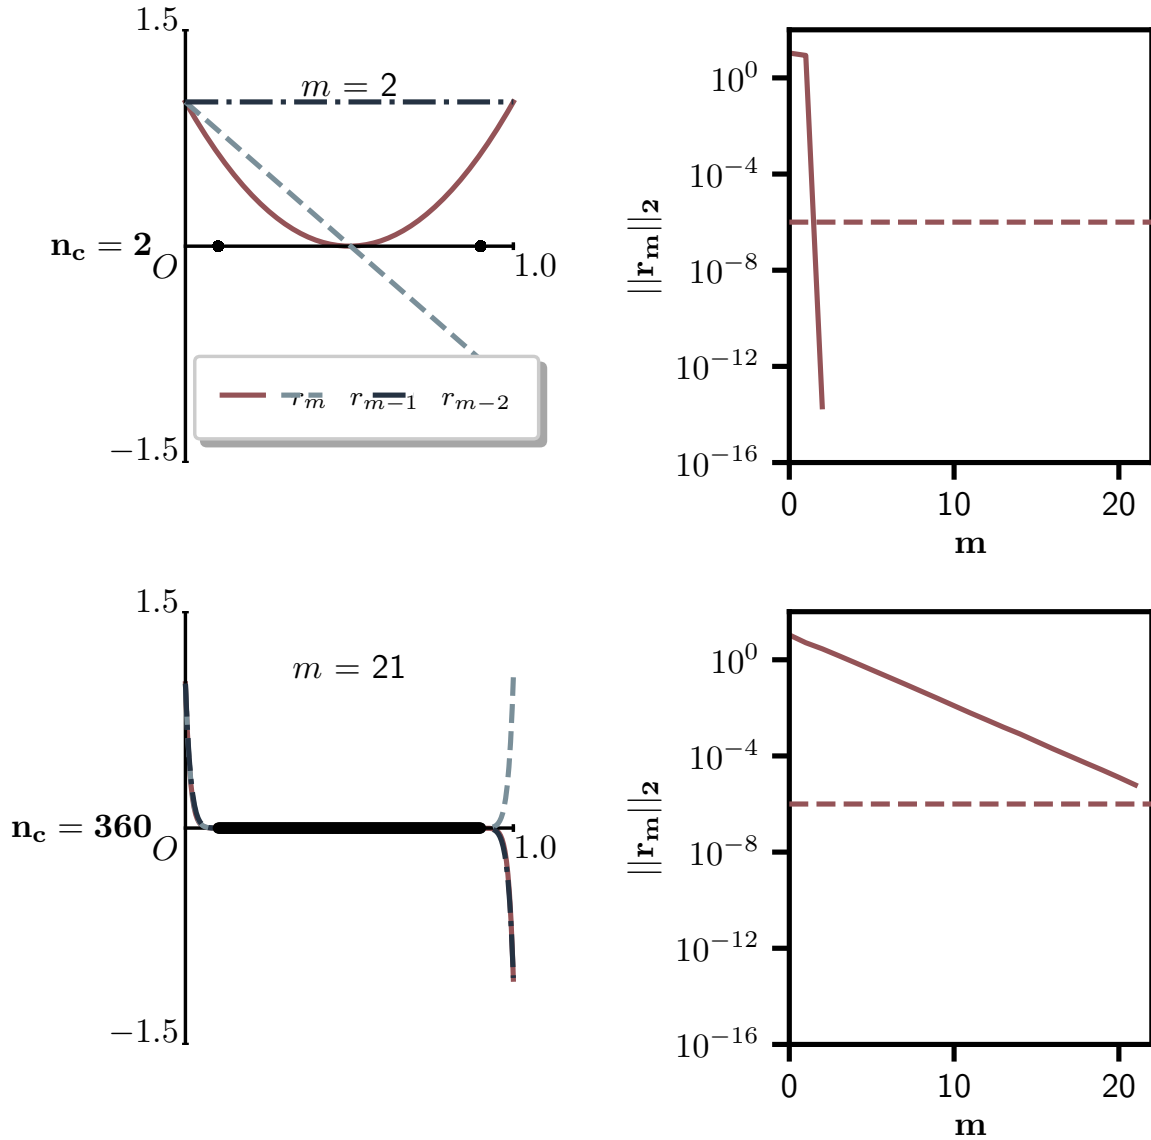 1.5
m = 2
n_c = 2
O
1.0
r_m r_{m−1} r_{m−2}
−1.5
10^0
10^{−4}
10^{−8}
10^{−12}
10^{−16}
||r_m||_2
0 10 20
m
1.5
m = 21
n_c = 360
O
1.0
−1.5
10^0
10^{−4}
10^{−8}
10^{−12}
10^{−16}
||r_m||_2
0 10 20
m